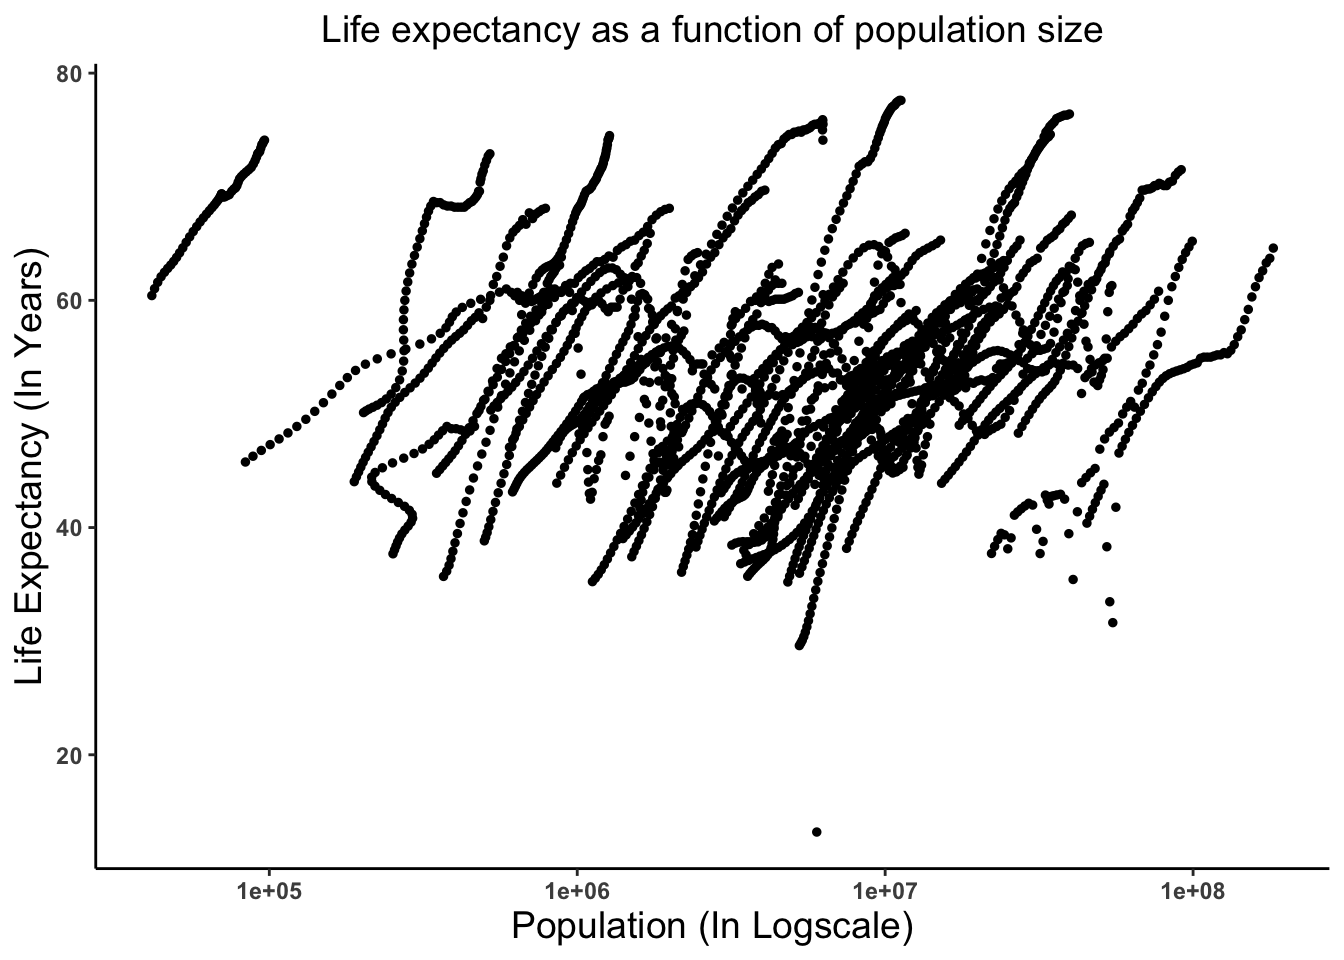 Life expectancy as a function of population size
80
60
40
20
Life Expectancy (In Years)
1e+05 1e+06 1e+07 1e+08
Population (In Logscale)